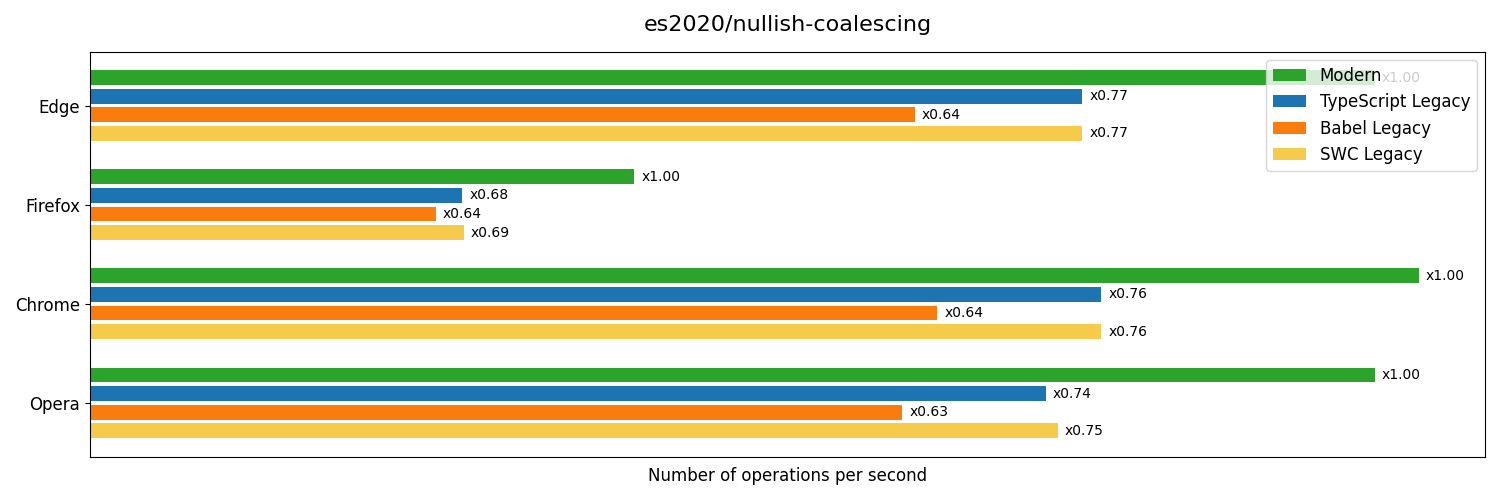 es2020/nullish-coalescing
Edge
x1.00
x0.77
x0.64
x0.77
Modern
TypeScript Legacy
Babel Legacy
SWC Legacy
Firefox
x1.00
x0.68
x0.64
x0.69
Chrome
x1.00
x0.76
x0.64
x0.76
Opera
x1.00
x0.74
x0.63
x0.75
Number of operations per second